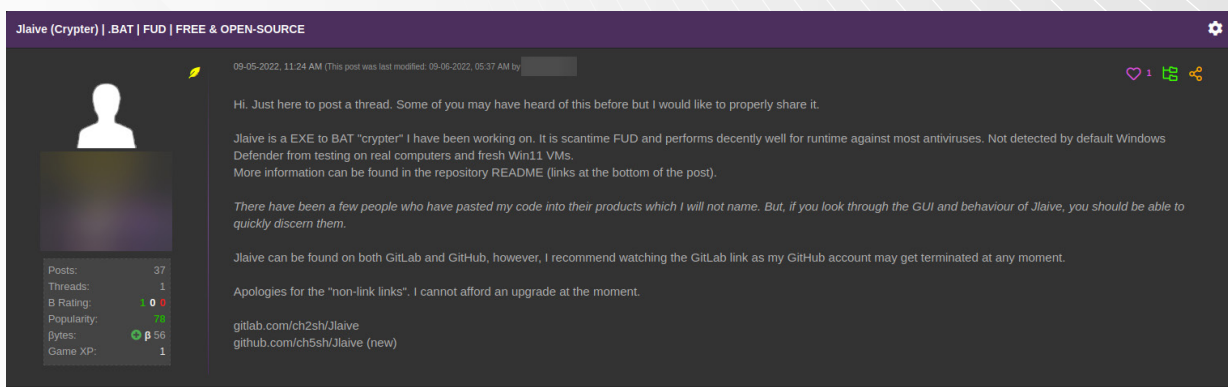 Jlaive (Crypter) | .BAT | FUD | FREE & OPEN-SOURCE
09-05-2022, 11:24 AM (This post was last modified: 09-06-2022, 05:37 AM by
1
Hi. Just here to post a thread. Some of you may have heard of this before but I would like to properly share it.
Jlaive is a EXE to BAT "crypter" I have been working on. It is scantime FUD and performs decently well for runtime against most antiviruses. Not detected by default Windows
Defender from testing on real computers and fresh Win11 VMs.
More information can be found in the repository README (links at the bottom of the post).
There have been a few people who have pasted my code into their products which I will not name. But, if you look through the GUI and behaviour of Jlaive, you should be able to
quickly discern them.
Jlaive can be found on both GitLab and GitHub, however, I recommend watching the GitLab link as my GitHub account may get terminated at any moment.
Apologies for the "non-link links". I cannot afford an upgrade at the moment.
gitlab.com/ch2sh/Jlaive
github.com/ch5sh/Jlaive (new)
Posts: 37
Threads: 1
B Rating: 1 0 0
Popularity: 78
βytes: β 56
Game XP: 1